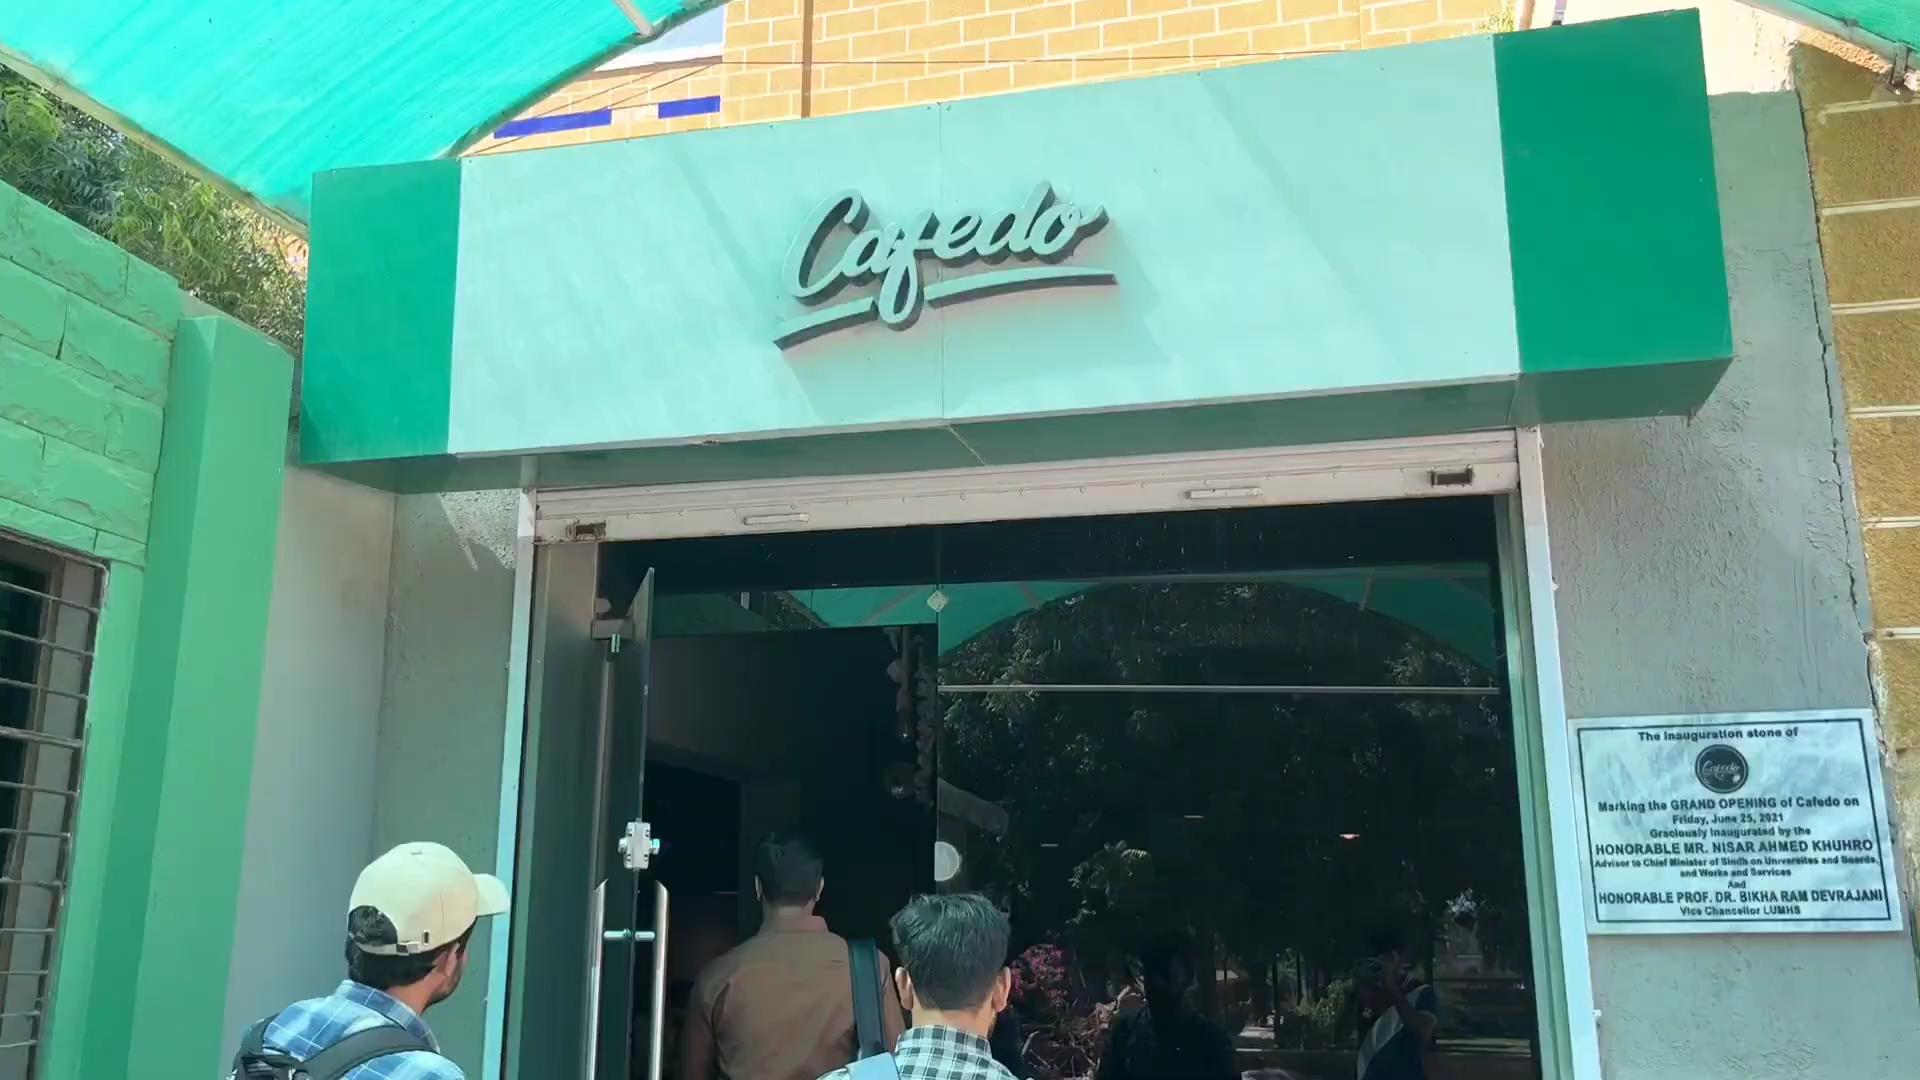 Cafedo
The Inauguration stone of
Cafedo
Marking the GRAND OPENING of Cafedo on
Friday, June 25, 2021
Graciously Inaugurated by the
HONORABLE MR. NISAR AHMED KHUHRO
Advisor to Chief Minister of Sindh on Universities and Boards,
and Works and Services
And
HONORABLE PROF. DR. BIKHA RAM DEVRAJANI
Vice Chancellor LUMHS